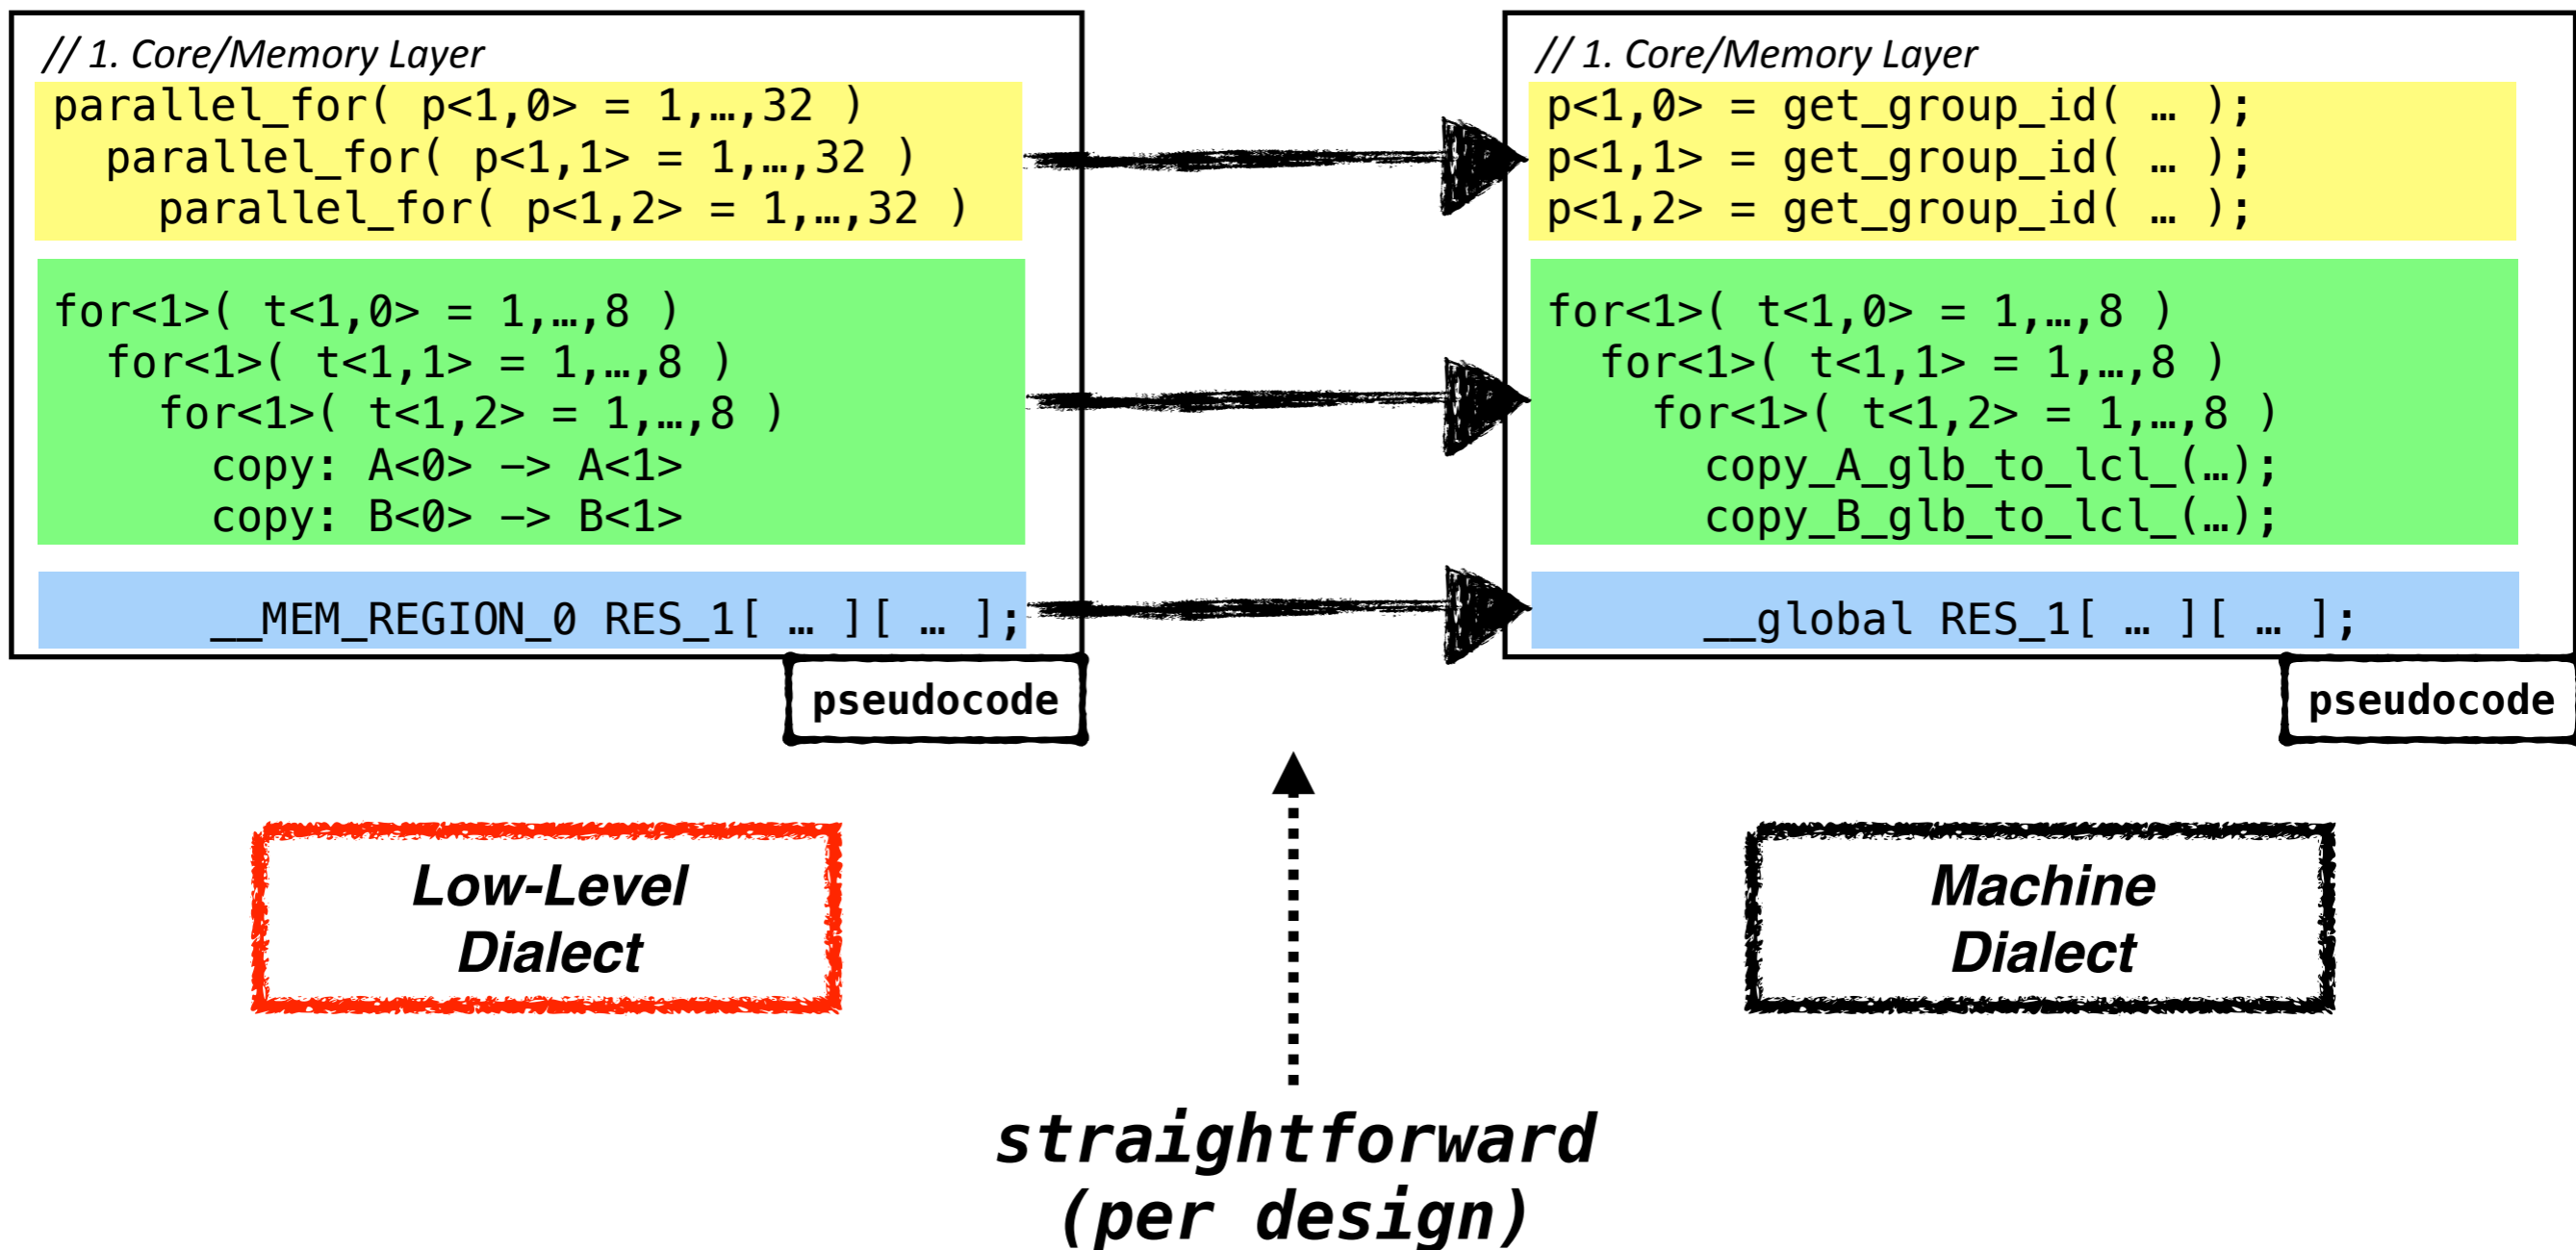 // 1. Core/Memory Layer
parallel_for( p<1,0> = 1,…,32 )
parallel_for( p<1,1> = 1,…,32 )
parallel_for( p<1,2> = 1,…,32 )
for<1>( t<1,0> = 1,…,8 )
for<1>( t<1,1> = 1,…,8 )
for<1>( t<1,2> = 1,…,8 )
copy: A<0> –> A<1>
copy: B<0> –> B<1>
__MEM_REGION_0 RES_1[ … ][ … ];
pseudocode
// 1. Core/Memory Layer
p<1,0> = get_group_id( … );
p<1,1> = get_group_id( … );
p<1,2> = get_group_id( … );
for<1>( t<1,0> = 1,…,8 )
for<1>( t<1,1> = 1,…,8 )
for<1>( t<1,2> = 1,…,8 )
copy_A_glb_to_lcl_(…);
copy_B_glb_to_lcl_(…);
__global RES_1[ … ][ … ];
pseudocode
Low-Level
Dialect
Machine
Dialect
straightforward
(per design)